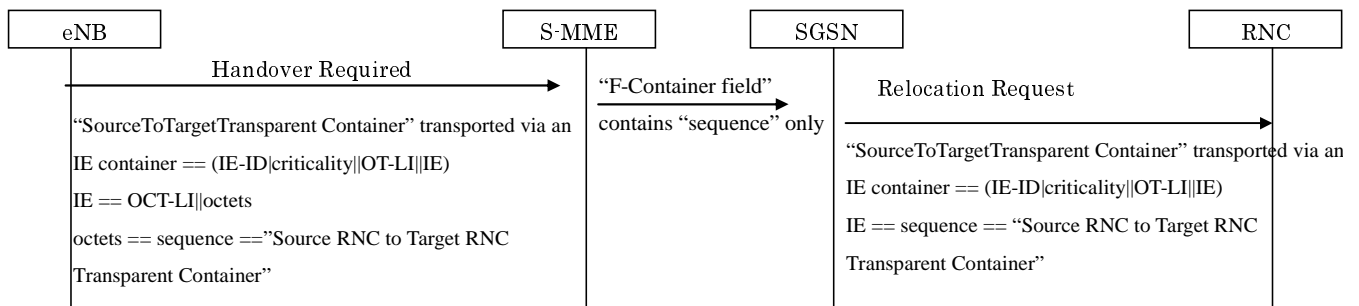 eNB
S-MME
SGSN
RNC
Handover Required
“F-Container field”
contains “sequence” only
Relocation Request
“SourceToTargetTransparent Container” transported via an
IE container == (IE-ID|criticality||OT-LI||IE)
IE == OCT-LI||octets
octets == sequence ==”Source RNC to Target RNC
Transparent Container”
“SourceToTargetTransparent Container” transported via an
IE container == (IE-ID|criticality||OT-LI||IE)
IE == sequence == “Source RNC to Target RNC
Transparent Container”